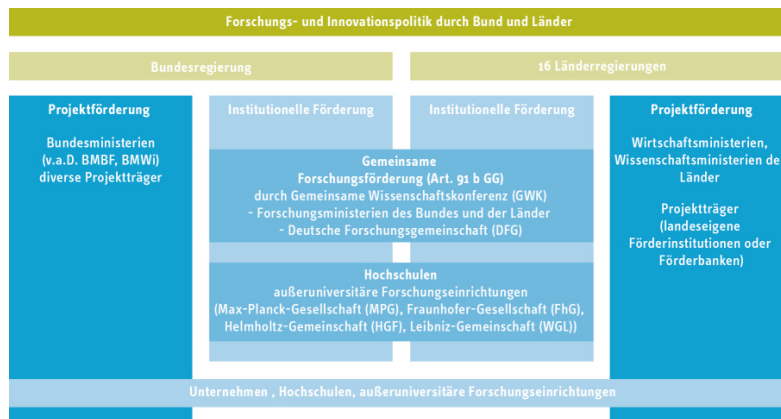 Forschungs- und Innovationspolitik durch Bund und Länder
Bundesregierung
16 Länderregierungen
Projektförderung
Bundesministerien
(v.a.D. BMBF, BMWi)
diverse Projektträger
Institutionelle Förderung
Institutionelle Förderung
Gemeinsame
Forschungsförderung (Art. 91 b GG)
durch Gemeinsame Wissenschaftskonferenz (GWK)
- Forschungsministerien des Bundes und der Länder
- Deutsche Forschungsgemeinschaft (DFG)
Hochschulen
außeruniversitäre Forschungseinrichtungen
(Max-Planck-Gesellschaft (MPG), Fraunhofer-Gesellschaft (FhG),
Helmholtz-Gemeinschaft (HGF), Leibniz-Gemeinschaft (WGL))
Projektförderung
Wirtschaftsministerien,
Wissenschaftsministerien de
Länder
Projektträger
(landeseigene
Förderinstitutionen oder
Förderbanken)
Unternehmen , Hochschulen, außeruniversitäre Forschungseinrichtungen